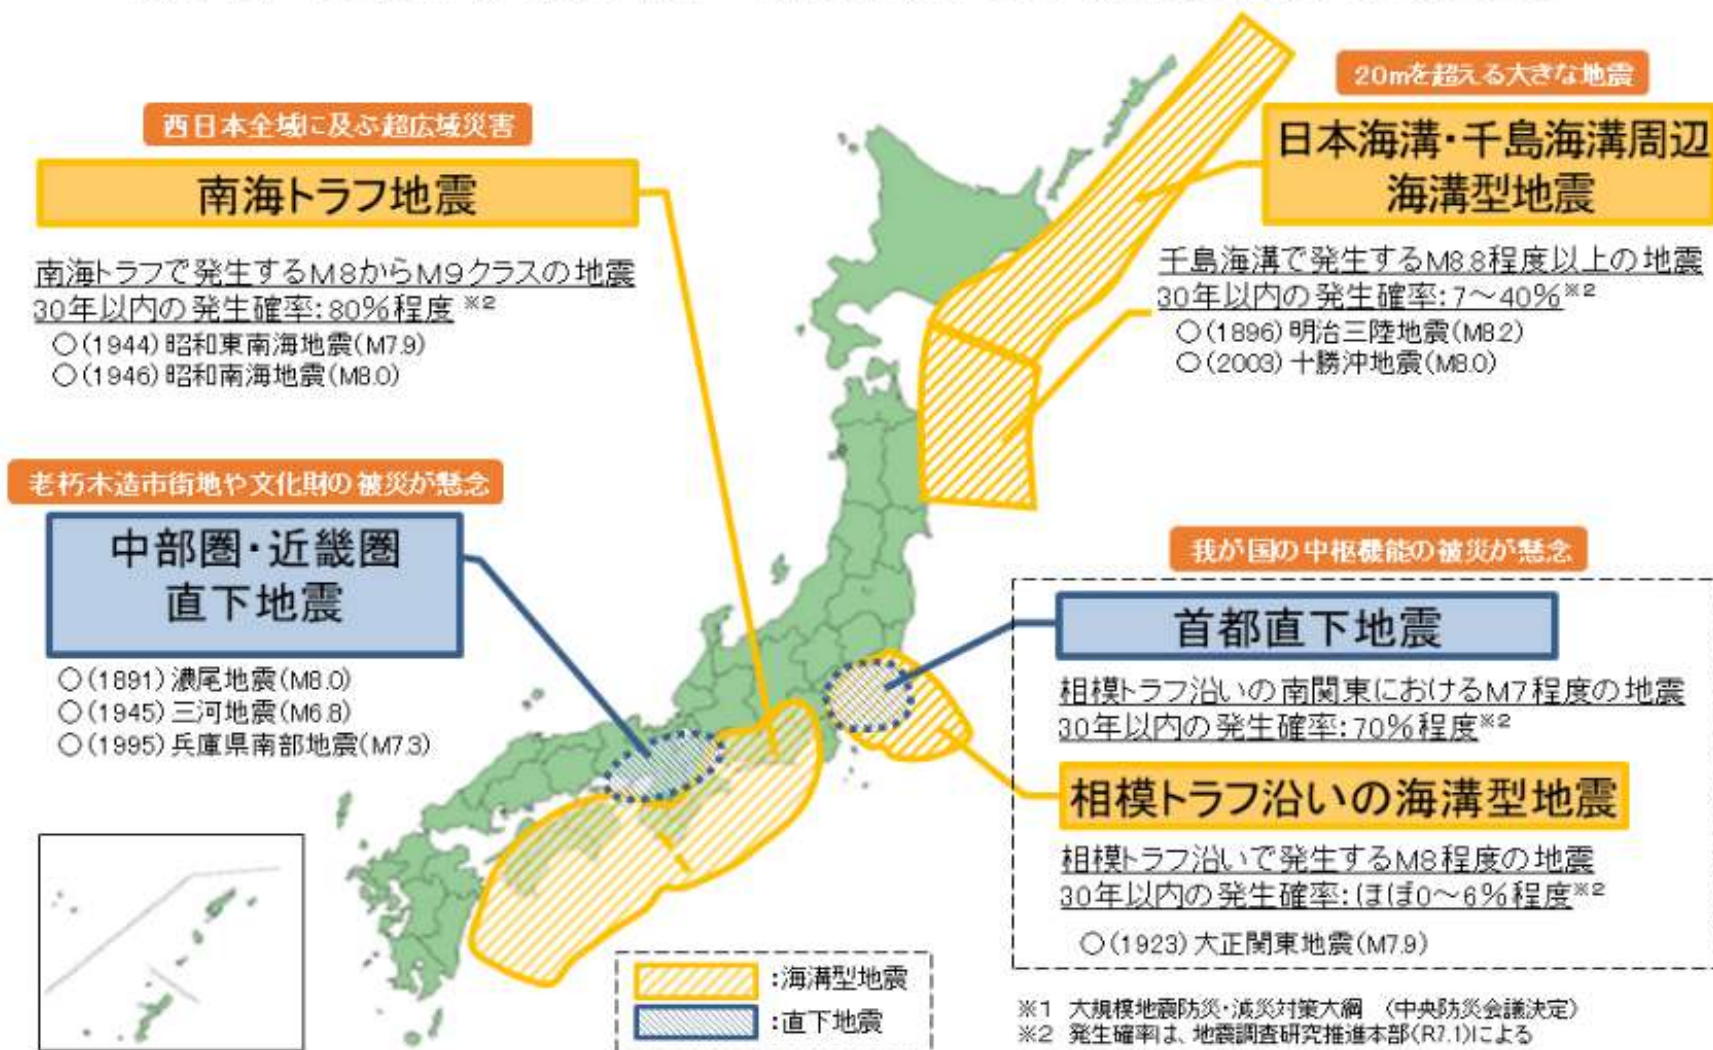 西日本全域に及ぶ超広域災害
南海トラフ地震
南海トラフで発生するM8からM9クラスの地震
30年以内の発生確率:80%程度※2
○(1944)昭和東南海地震(M7.9)
○(1946)昭和南海地震(M8.0)
20mを超える大きな地震
日本海溝・千島海溝周辺
海溝型地震
千島海溝で発生するM8.8程度以上の地震
30年以内の発生確率:7～40%※2
○(1896)明治三陸地震(M8.2)
○(2003)十勝沖地震(M8.0)
老朽木造市街地や文化財の被災が懸念
中部圏・近畿圏
直下地震
○(1891)濃尾地震(M8.0)
○(1945)三河地震(M6.8)
○(1995)兵庫県南部地震(M7.3)
我が国の中枢機能の被災が懸念
首都直下地震
相模トラフ沿いの南関東におけるM7程度の地震
30年以内の発生確率:70%程度※2
相模トラフ沿いの海溝型地震
相模トラフ沿いで発生するM8程度の地震
30年以内の発生確率:ほぼ0～6%程度※2
○(1923)大正関東地震(M7.9)
:海溝型地震
:直下地震
※1 大規模地震防災・減災対策大綱 (中央防災会議決定)
※2 発生確率は、地震調査研究推進本部(R7.1)による